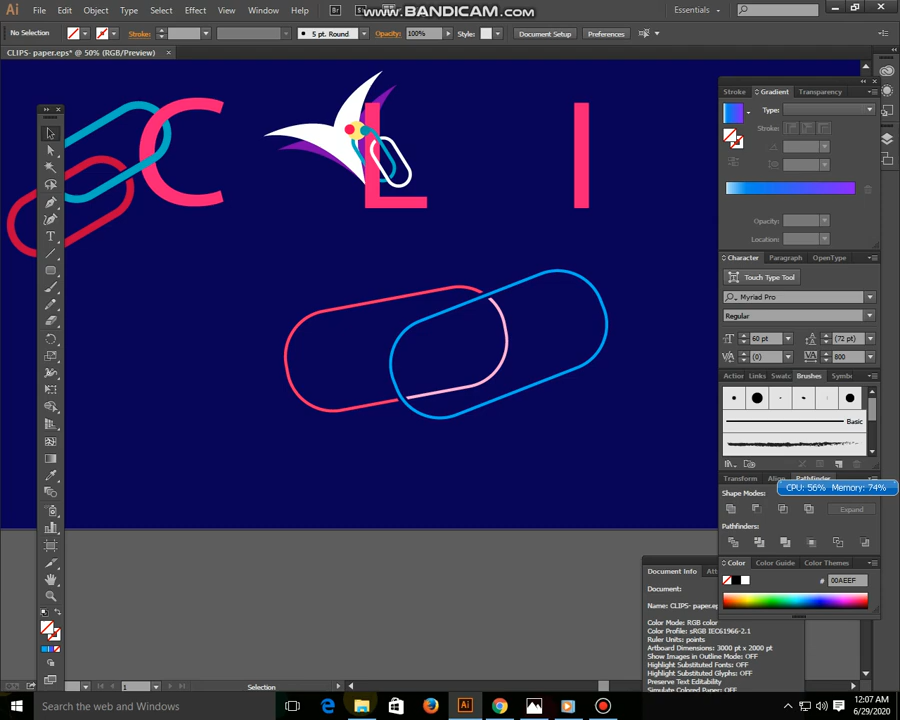 Ai File Edit Object Type Select Effect View Window Help Br St Essentials
www.BANDICAM.com
No Selection Stroke: 5 pt. Round Opacity: 100% Style: Document Setup Preferences
CLIPS- paper.eps* @ 50% (RGB/Preview) ×
C L I
Stroke Gradient Transparency
Type:
Stroke:
Opacity:
Location:
Character Paragraph OpenType
Touch Type Tool
Myriad Pro
Regular
60 pt (72 pt)
(0) 800
Action Links Swatc Brushes Symbo
Basic
Transform Align Pathfinder
CPU: 56% Memory: 74%
Shape Modes:
Expand
Pathfinders:
Color Color Guide Color Themes
# 00AEEF
Document Info
Document:
Name: CLIPS- paper.eps
Color Mode: RGB color
Color Profile: sRGB IEC61966-2.1
Ruler Units: points
Artboard Dimensions: 3000 pt x 2000 pt
Show Images in Outline Mode: OFF
Highlight Substituted Fonts: OFF
Highlight Substituted Glyphs: OFF
Preserve Text Editability
Simulate Colored Paper: OFF
1 Selection
Search the web and Windows
12:07 AM
6/29/2020